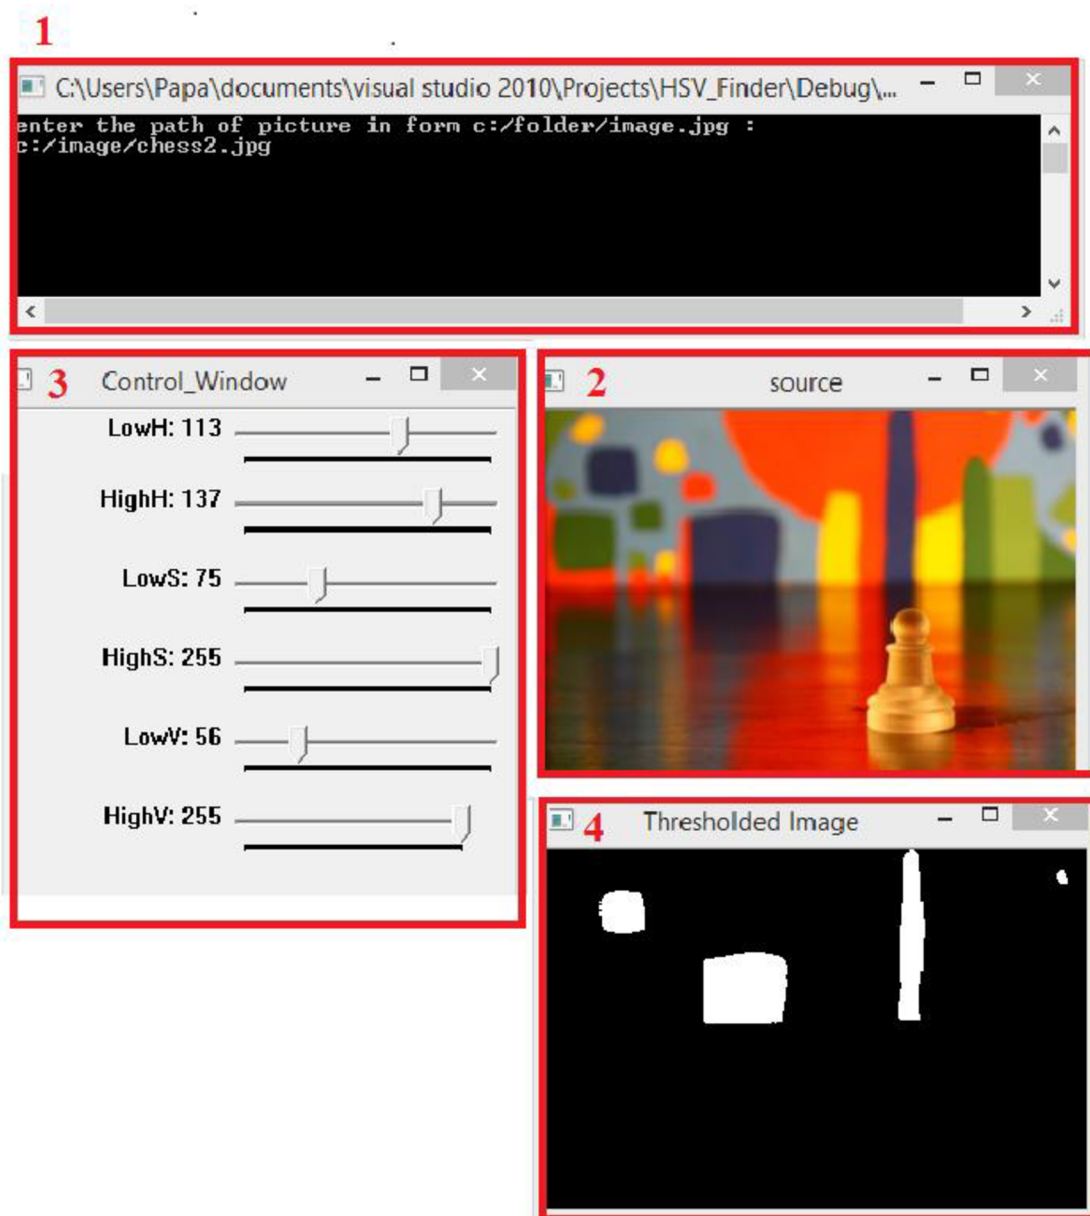 1
C:\Users\Papa\documents\visual studio 2010\Projects\HSV_Finder\Debug\...
enter the path of picture in form c:/folder/image.jpg :
c:/image/chess2.jpg
3
Control_Window
LowH: 113
HighH: 137
LowS: 75
HighS: 255
LowV: 56
HighV: 255
2
source
4
Thresholded Image